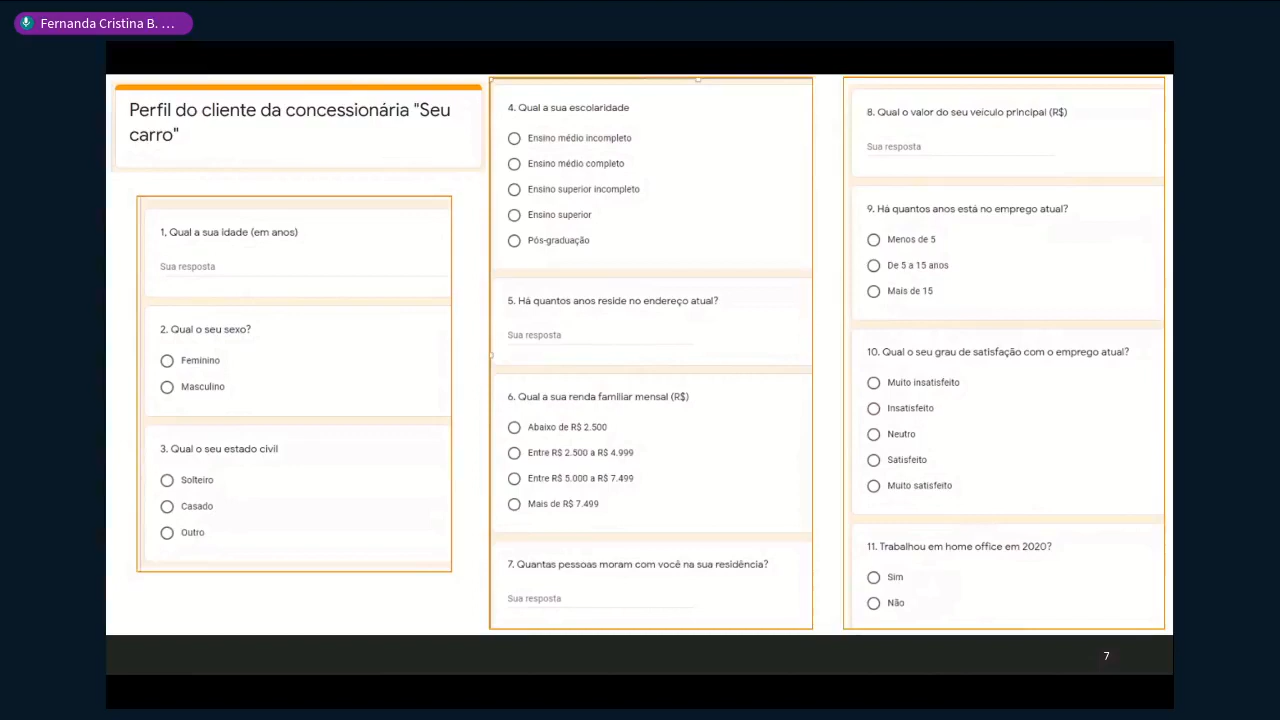 Fernanda Cristina B. ...
Perfil do cliente da concessionária "Seu
carro"
1, Qual a sua idade (em anos)
Sua resposta
2. Qual o seu sexo?
Feminino
Masculino
3. Qual o seu estado civil
Solteiro
Casado
Outro
4. Qual a sua escolaridade
Ensino médio incompleto
Ensino médio completo
Ensino superior incompleto
Ensino superior
Pós-graduação
5. Há quantos anos reside no endereço atual?
Sua resposta
6. Qual a sua renda familiar mensal (R$)
Abaixo de R$ 2.500
Entre R$ 2.500 a R$ 4.999
Entre R$ 5.000 a R$ 7.499
Mais de R$ 7.499
7. Quantas pessoas moram com você na sua residência?
Sua resposta
8. Qual o valor do seu veículo principal (R$)
Sua resposta
9. Há quantos anos está no emprego atual?
Menos de 5
De 5 a 15 anos
Mais de 15
10. Qual o seu grau de satisfação com o emprego atual?
Muito insatisfeito
Insatisfeito
Neutro
Satisfeito
Muito satisfeito
11. Trabalhou em home office em 2020?
Sim
Não
7